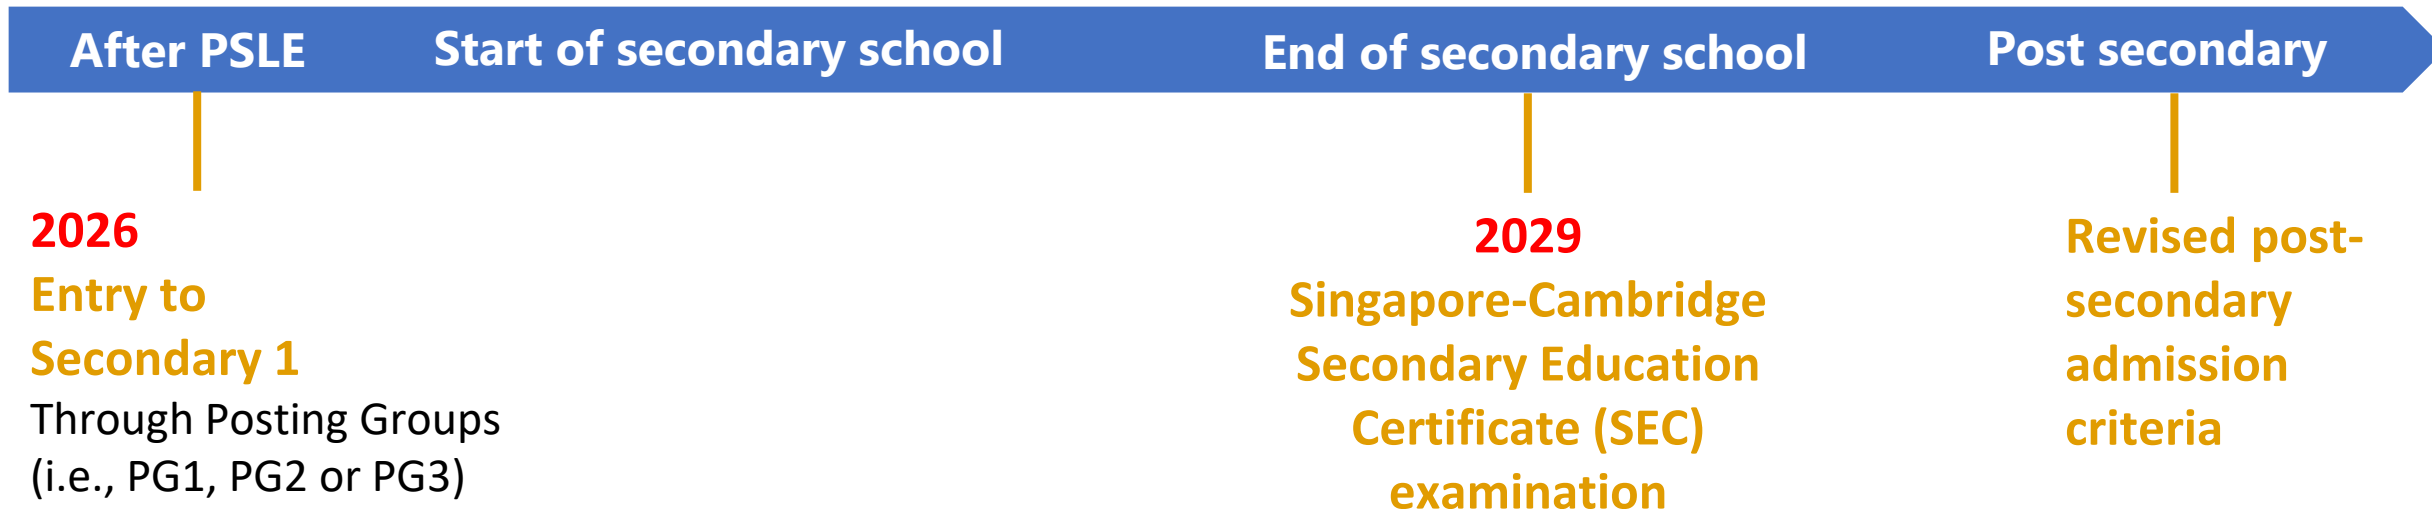 After PSLE
Start of secondary school
End of secondary school
Post secondary
2026
Entry to
Secondary 1
Through Posting Groups
(i.e., PG1, PG2 or PG3)
2029
Singapore-Cambridge
Secondary Education
Certificate (SEC)
examination
Revised post-
secondary
admission
criteria